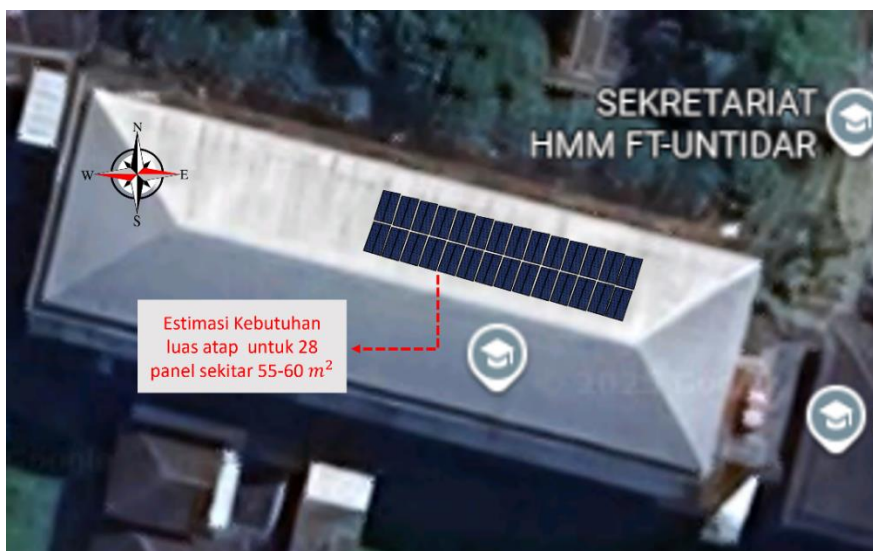 SEKRETARIAT
HMM FT-UNTIDAR
N
W E
S
Estimasi Kebutuhan
luas atap untuk 28
panel sekitar 55-60 m²